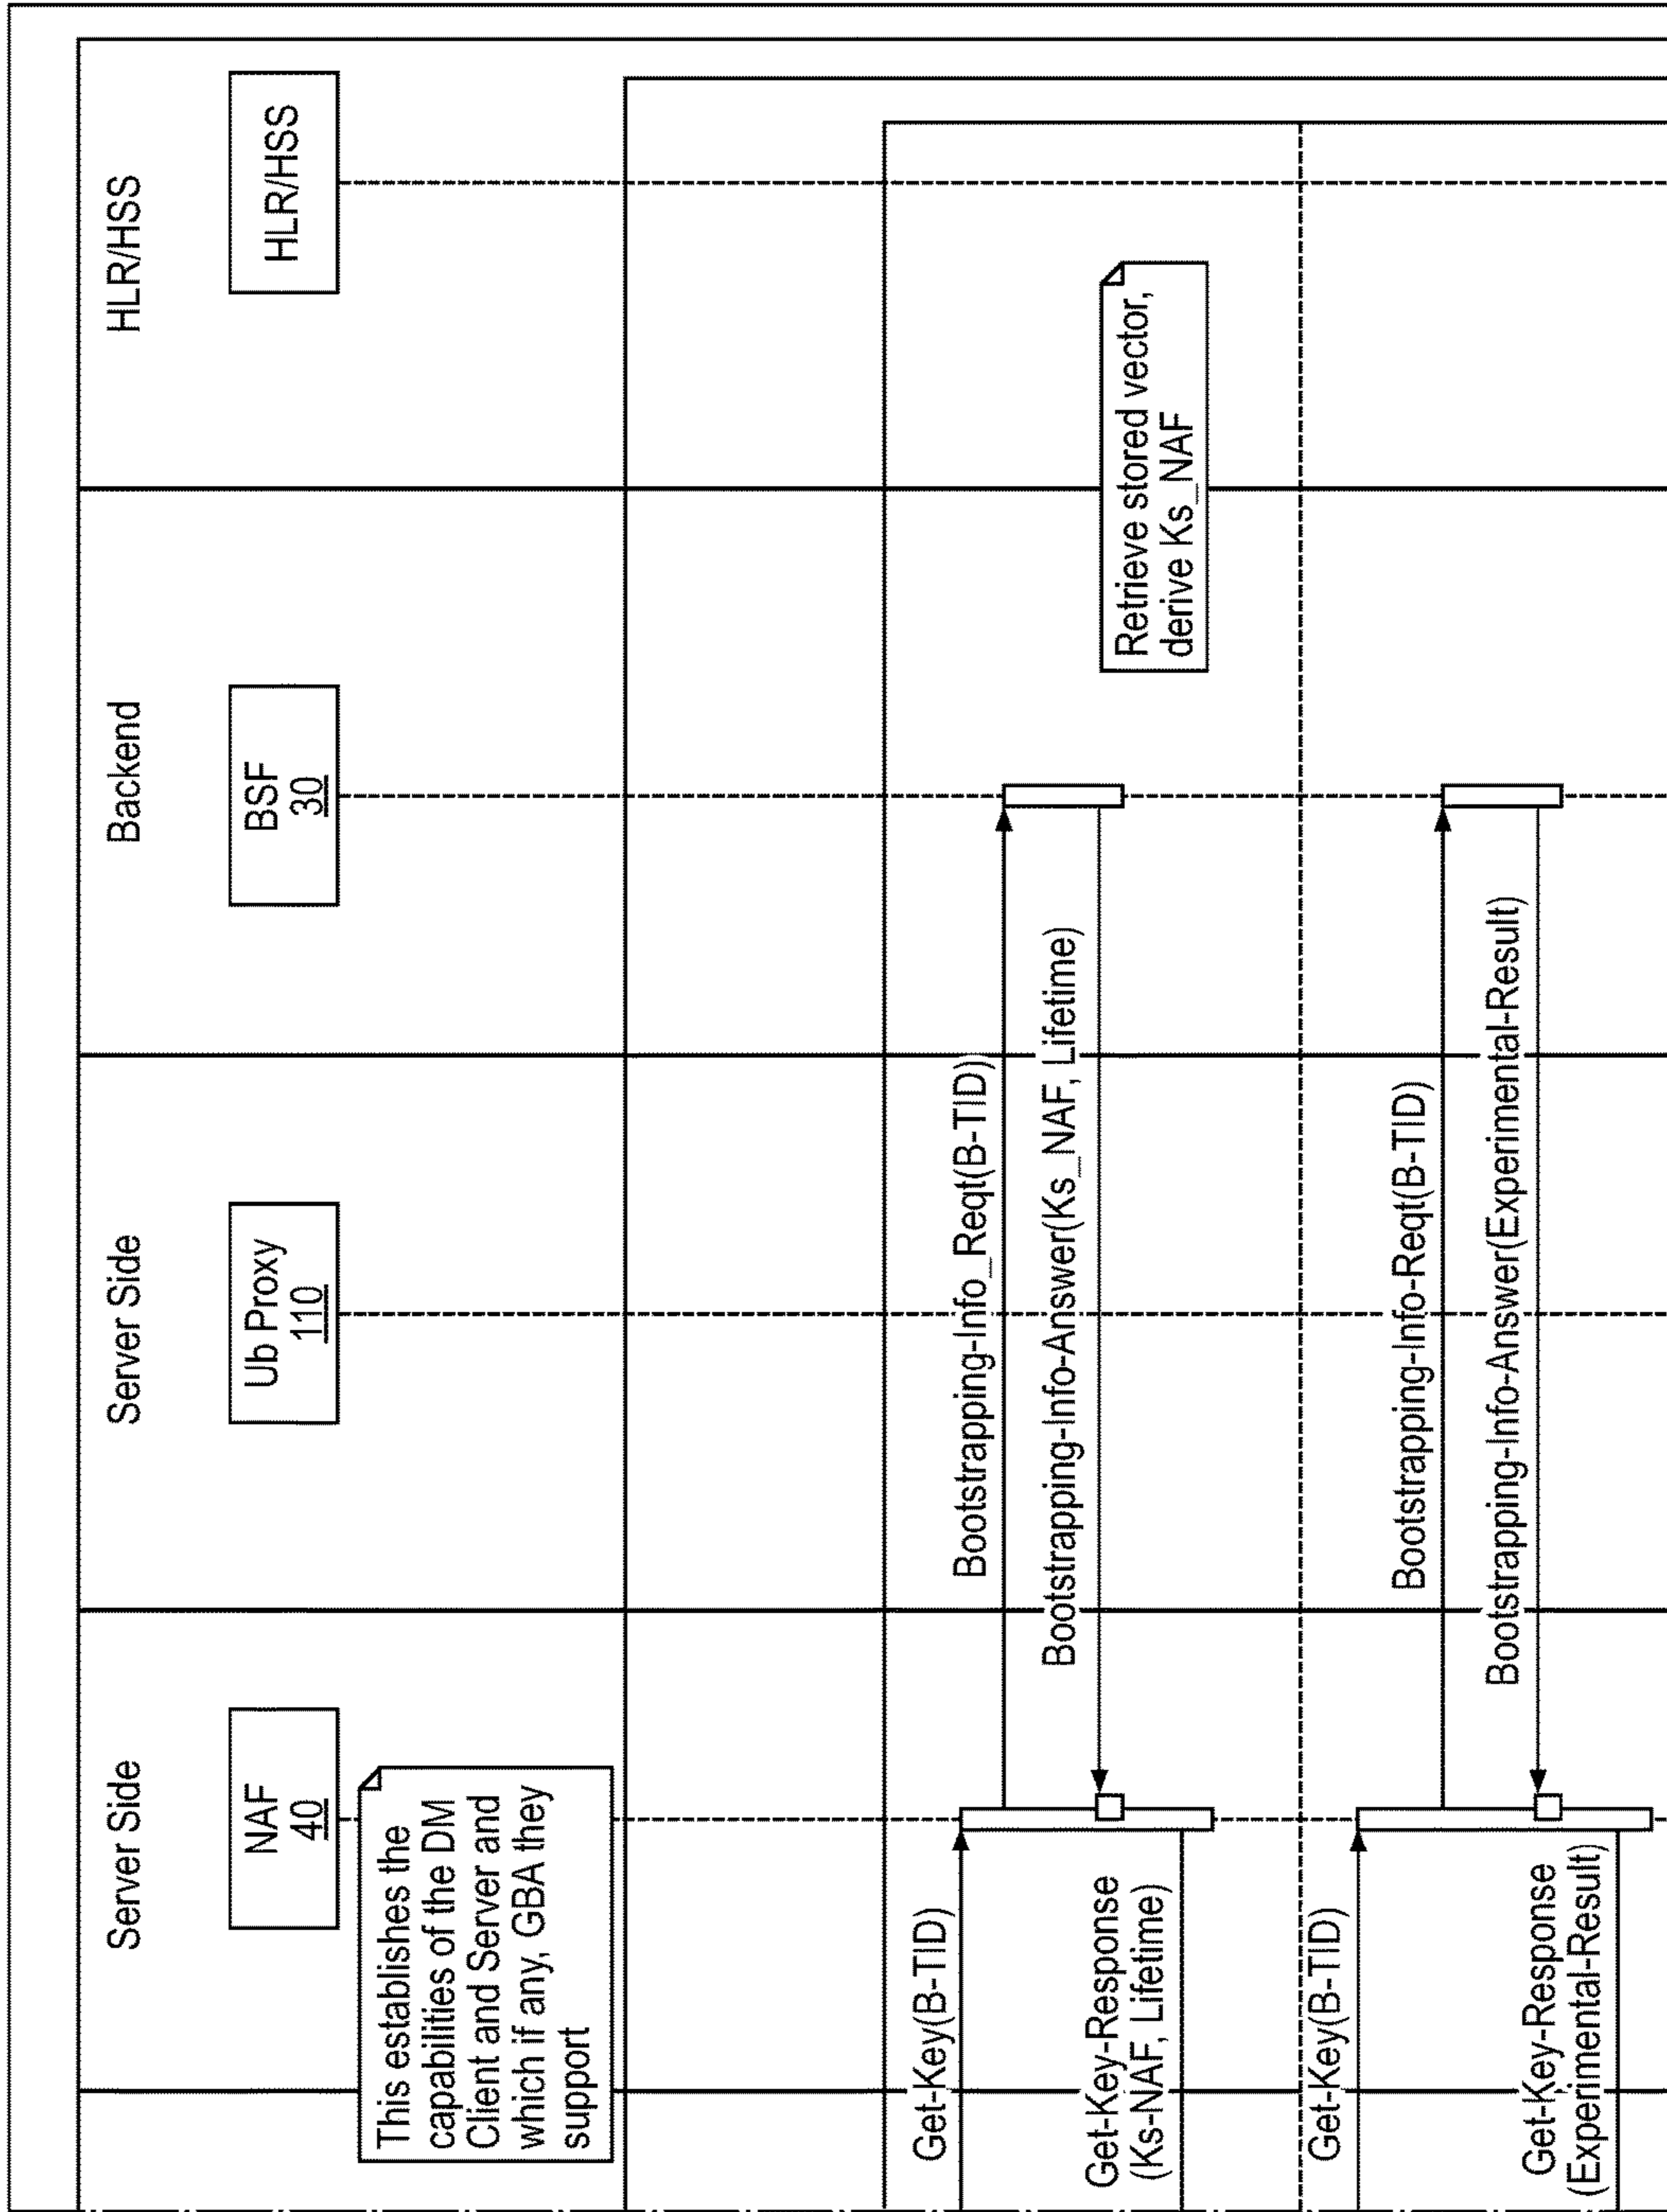 Server Side
Server Side
Backend
HLR/HSS
NAF
40
Ub Proxy
110
BSF
30
HLR/HSS
This establishes the
capabilities of the DM
Client and Server and
which if any, GBA they
support
Get-Key(B-TID)
Bootstrapping-Info_Reqt(B-TID)
Bootstrapping-Info-Answer(Ks_NAF, Lifetime)
Retrieve stored vector,
derive Ks_NAF
Get-Key-Response
(Ks-NAF, Lifetime)
Get-Key(B-TID)
Bootstrapping-Info-Reqt(B-TID)
Bootstrapping-Info-Answer(Experimental-Result)
Get-Key-Response
(Experimental-Result)